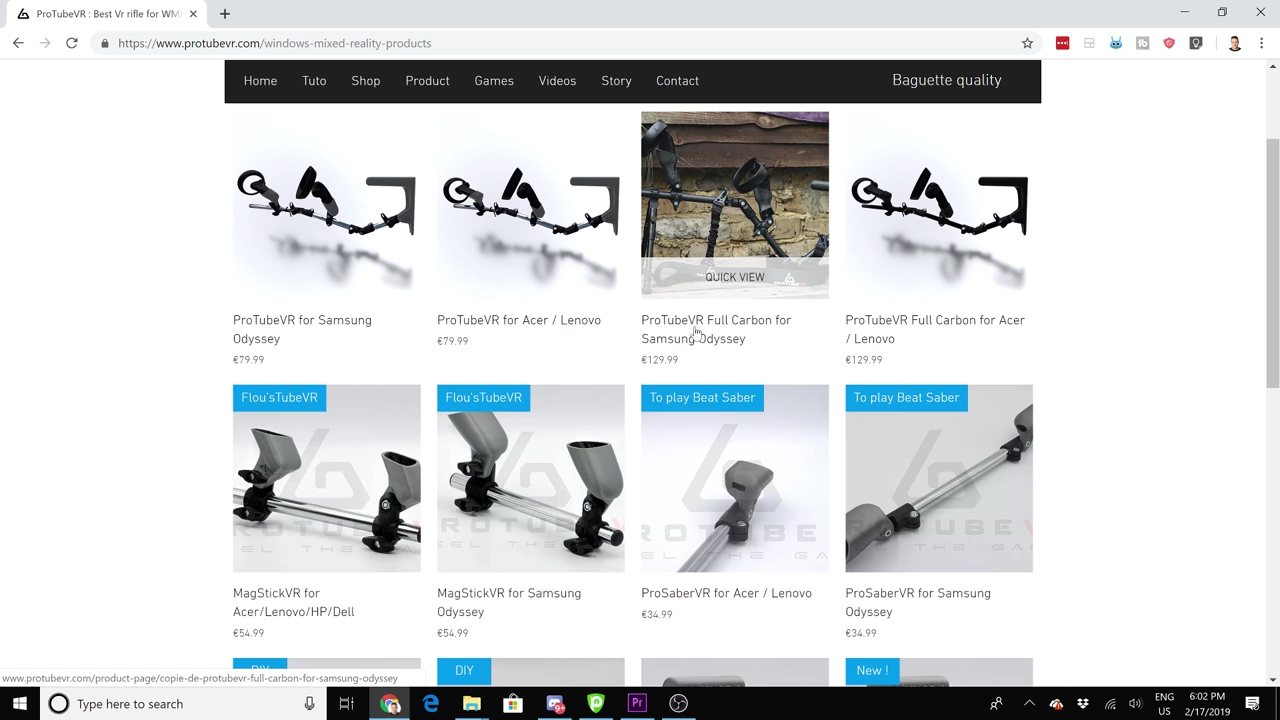 ProTubeVR : Best Vr rifle for WM
https://www.protubevr.com/windows-mixed-reality-products
Home Tuto Shop Product Games Videos Story Contact
Baguette quality
QUICK VIEW
ProTubeVR for Samsung
Odyssey
€79.99
ProTubeVR for Acer / Lenovo
€79.99
ProTubeVR Full Carbon for
Samsung Odyssey
€129.99
ProTubeVR Full Carbon for Acer
/ Lenovo
€129.99
Flou'sTubeVR
Flou'sTubeVR
To play Beat Saber
To play Beat Saber
MagStickVR for
Acer/Lenovo/HP/Dell
€54.99
MagStickVR for Samsung
Odyssey
€54.99
ProSaberVR for Acer / Lenovo
€34.99
ProSaberVR for Samsung
Odyssey
€34.99
DIY
DIY
New !
www.protubevr.com/product-page/copie-de-protubevr-full-carbon-for-samsung-odyssey
Type here to search
ENG
US
6:02 PM
2/17/2019